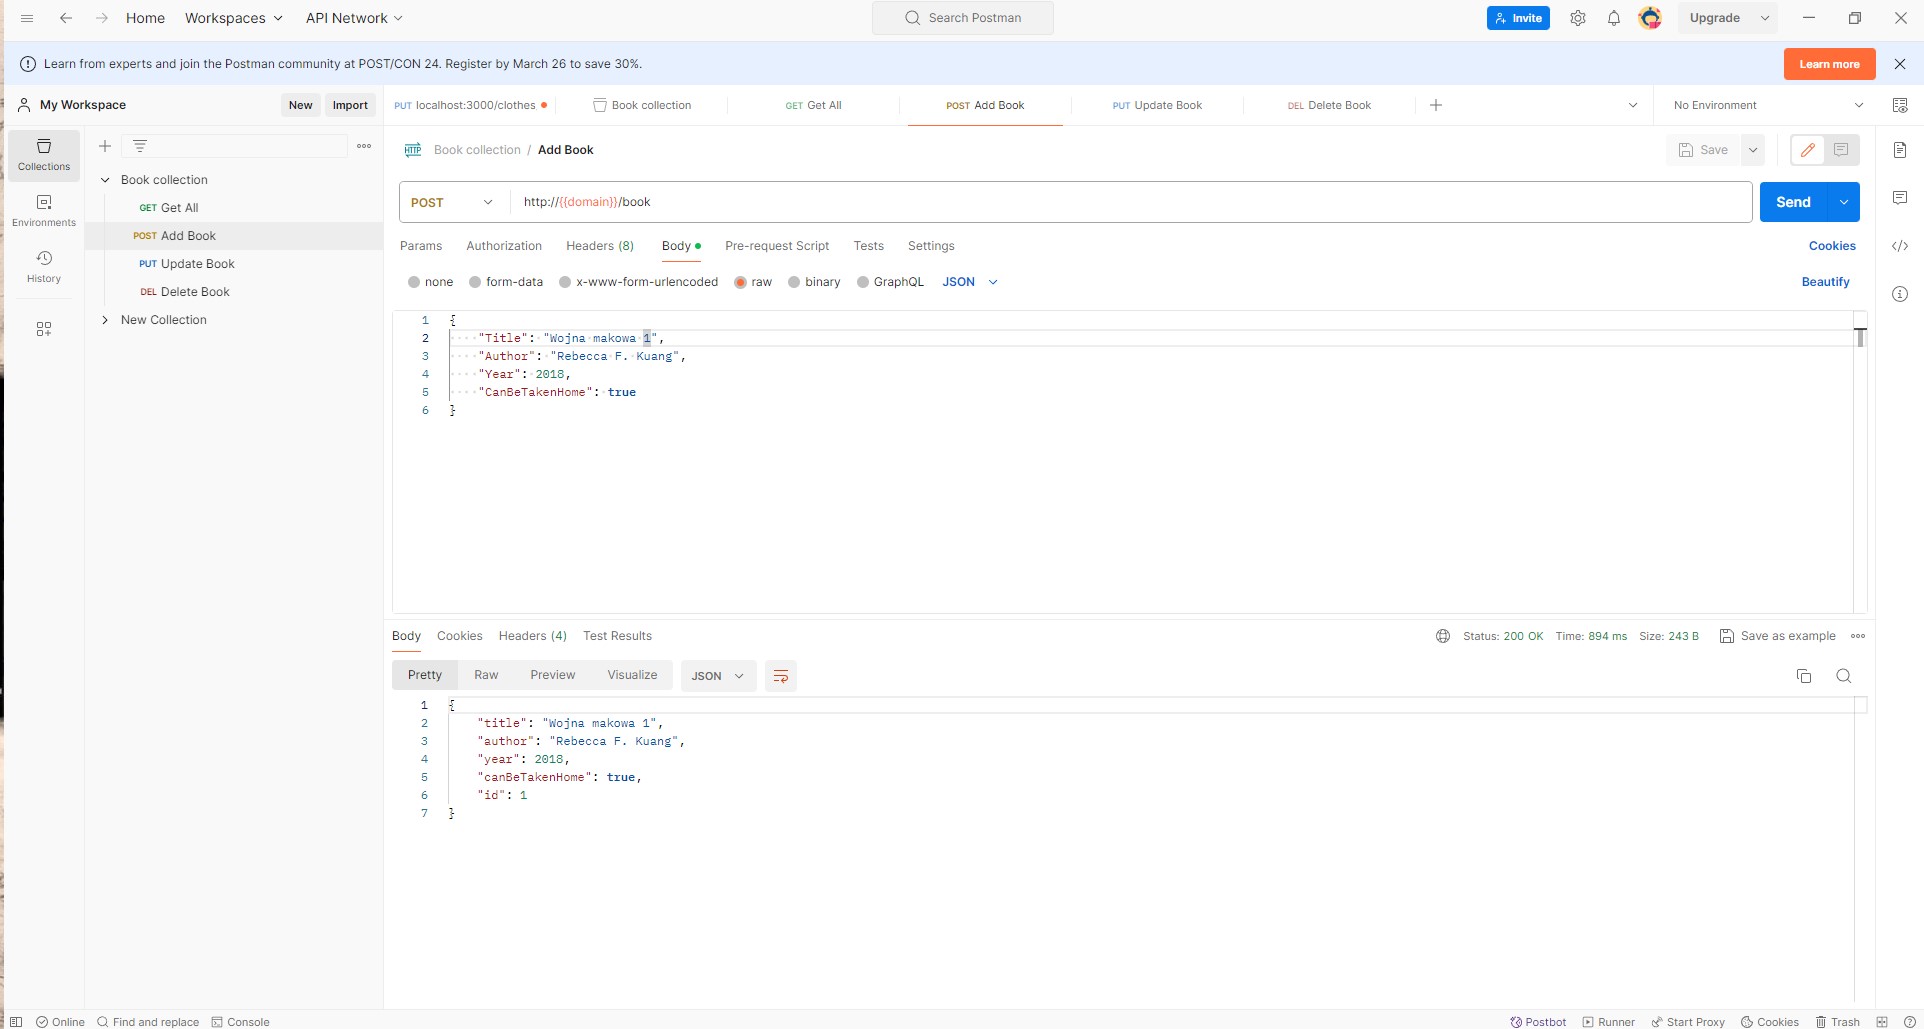 Home Workspaces API Network Search Postman Invite Upgrade
Learn from experts and join the Postman community at POST/CON 24. Register by March 26 to save 30%. Learn more
My Workspace New Import PUT localhost:3000/clothes Book collection GET Get All POST Add Book PUT Update Book DEL Delete Book No Environment
Collections
Environments
History
Book collection
GET Get All
POST Add Book
PUT Update Book
DEL Delete Book
New Collection
HTTP Book collection / Add Book Save
POST http://{{domain}}/book Send
Params Authorization Headers (8) Body Pre-request Script Tests Settings Cookies
none form-data x-www-form-urlencoded raw binary GraphQL JSON Beautify
1 {
2 "Title": "Wojna makowa 1",
3 "Author": "Rebecca F. Kuang",
4 "Year": 2018,
5 "CanBeTakenHome": true
6 }
Body Cookies Headers (4) Test Results Status: 200 OK Time: 894 ms Size: 243 B Save as example
Pretty Raw Preview Visualize JSON
1 {
2 "title": "Wojna makowa 1",
3 "author": "Rebecca F. Kuang",
4 "year": 2018,
5 "canBeTakenHome": true,
6 "id": 1
7 }
Online Find and replace Console Postbot Runner Start Proxy Cookies Trash